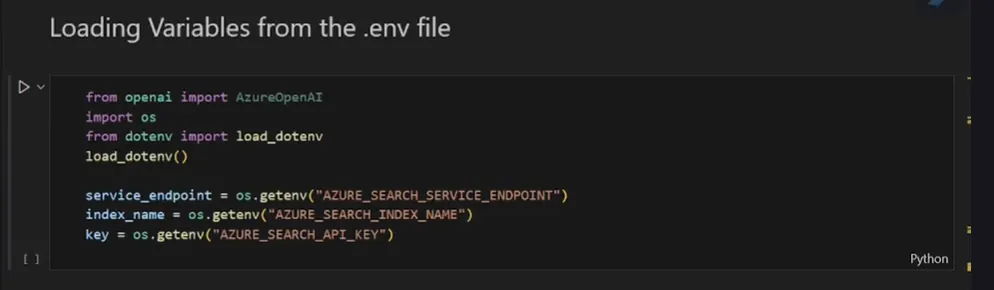 Loading Variables from the .env file
from openai import AzureOpenAI
import os
from dotenv import load_dotenv
load_dotenv()
service_endpoint = os.getenv("AZURE_SEARCH_SERVICE_ENDPOINT")
index_name = os.getenv("AZURE_SEARCH_INDEX_NAME")
key = os.getenv("AZURE_SEARCH_API_KEY")
[ ]
Python